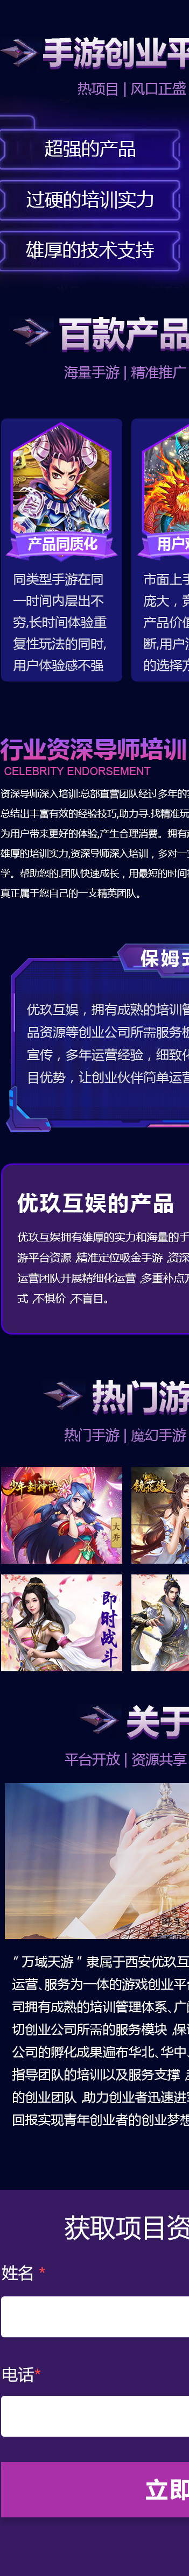 手游创业平
热项目 | 风口正盛
超强的产品
过硬的培训实力
雄厚的技术支持
百款产品
海量手游 | 精准推广
产品同质化
用户对
同类型手游在同
一时间内层出不
穷,长时间体验重
复性玩法的同时,
用户体验感不强
市面上手
庞大，竞
产品价值
断,用户流
的选择方
行业资深导师培训
CELEBRITY ENDORSEMENT
资深导师深入培训:总部直营团队经过多年的实
总结出丰富有效的经验技巧,助力寻.找精准玩
为用户带来更好的体验,产生合理消费。拥有超
雄厚的培训实力,资深导师深入培训，多对一实
学。帮助您的.团队快速成长，用最短的时间打
真正属于您自己的一支精英团队。
保姆式
优玖互娱，拥有成熟的培训管
品资源等创业公司所需服务模
宣传，多年运营经验，细致化
目优势，让创业伙伴简单运营
优玖互娱的产品
优玖互娱拥有雄厚的实力和海量的手
游平台资源 ,精准定位吸金手游 ,资深
运营团队开展精细化运营 ,多重补点方
式 ,不惧价 ,不盲目。
热门游
热门手游 | 魔幻手游
少年封神诀
大秀
镜花缘
即时战斗
关于
平台开放 | 资源共享
“ 万域天游 ” 隶属于西安优玖互
运营、服务为一体的游戏创业平台
司拥有成熟的培训管理体系、广阔
切创业公司所需的服务模块 ,保证
公司的孵化成果遍布华北、华中、
指导团队的培训以及服务支撑 ,
的创业团队 ,助力创业者迅速进军
回报实现青年创业者的创业梦想
获取项目资
姓名 *
电话*
立即